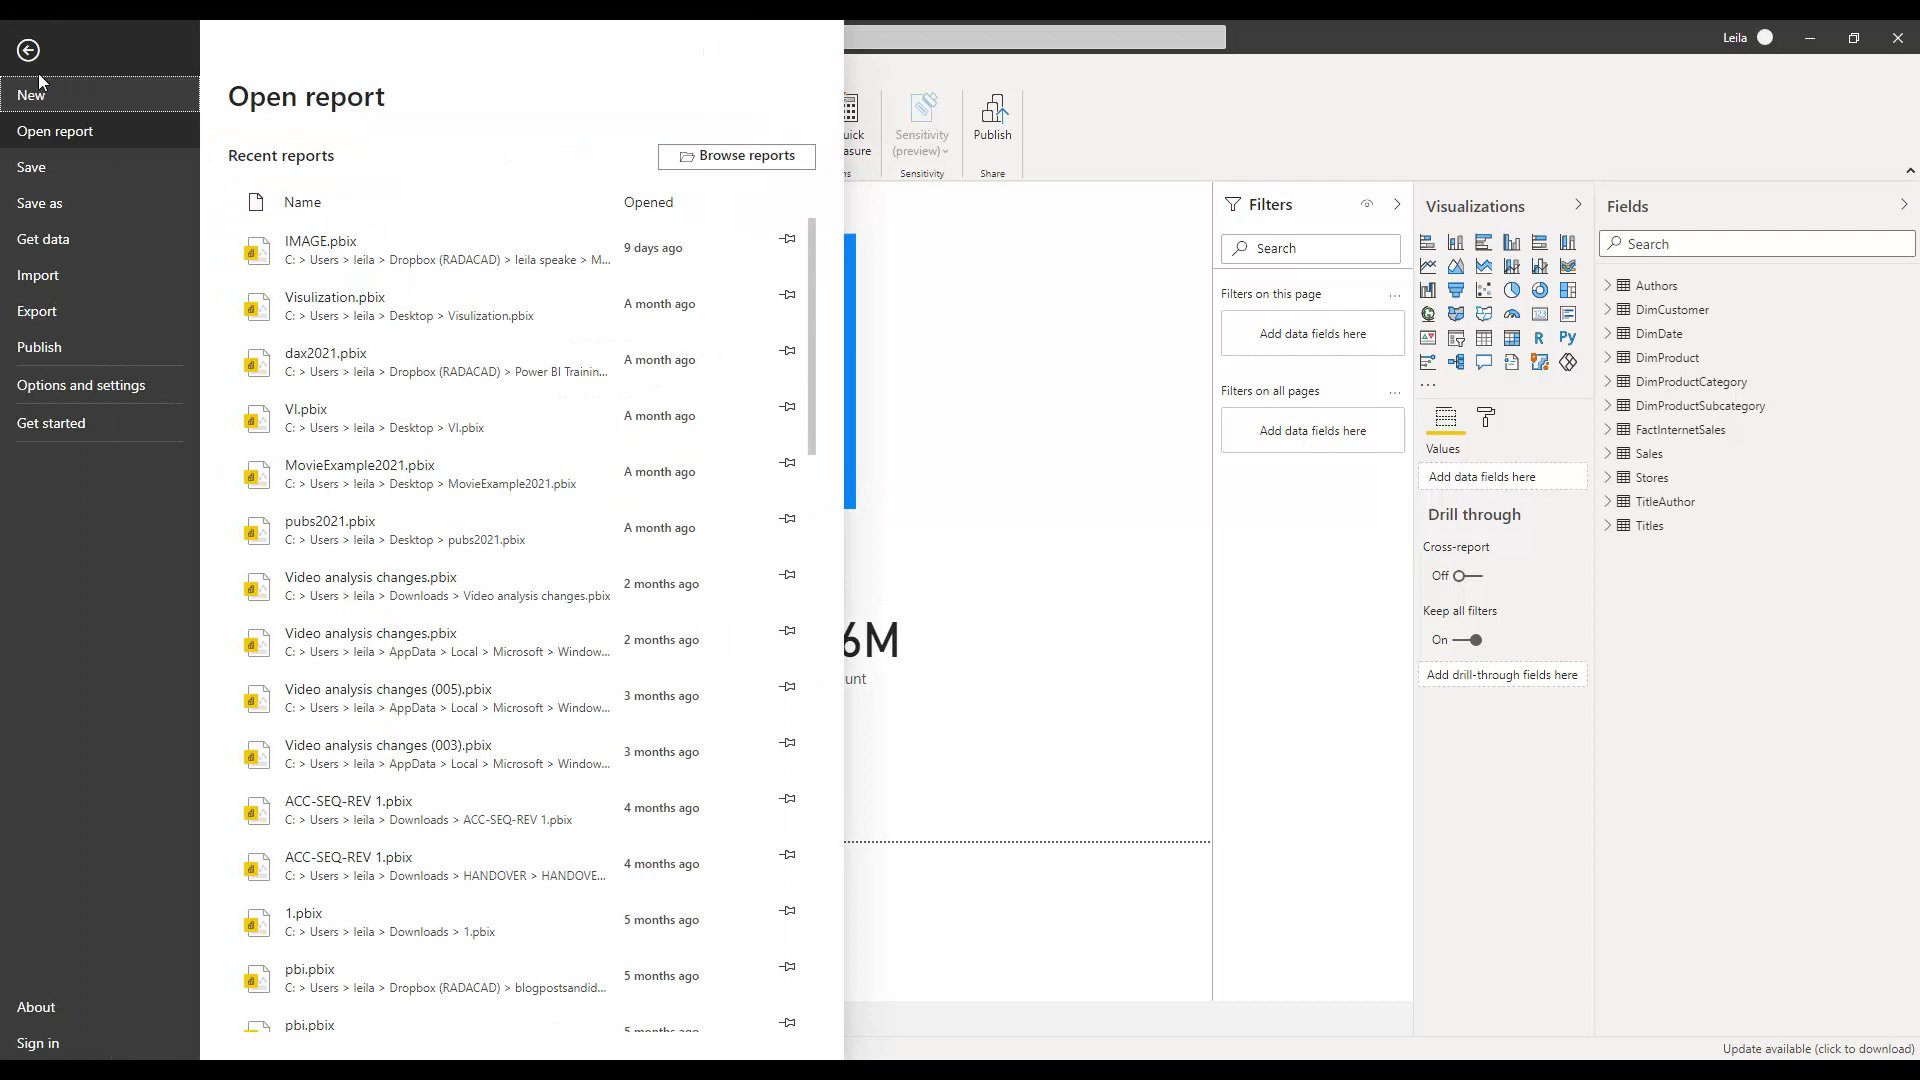 New
Open report
Save
Save as
Get data
Import
Export
Publish
Options and settings
Get started
About
Sign in
Open report
Recent reports
Browse reports
Name
Opened
IMAGE.pbix
C: > Users > leila > Dropbox (RADACAD) > leila speake > M...
9 days ago
Visulization.pbix
C: > Users > leila > Desktop > Visulization.pbix
A month ago
dax2021.pbix
C: > Users > leila > Dropbox (RADACAD) > Power BI Trainin...
A month ago
VI.pbix
C: > Users > leila > Desktop > VI.pbix
A month ago
MovieExample2021.pbix
C: > Users > leila > Desktop > MovieExample2021.pbix
A month ago
pubs2021.pbix
C: > Users > leila > Desktop > pubs2021.pbix
A month ago
Video analysis changes.pbix
C: > Users > leila > Downloads > Video analysis changes.pbix
2 months ago
Video analysis changes.pbix
C: > Users > leila > AppData > Local > Microsoft > Window...
2 months ago
Video analysis changes (005).pbix
C: > Users > leila > AppData > Local > Microsoft > Window...
3 months ago
Video analysis changes (003).pbix
C: > Users > leila > AppData > Local > Microsoft > Window...
3 months ago
ACC-SEQ-REV 1.pbix
C: > Users > leila > Downloads > ACC-SEQ-REV 1.pbix
4 months ago
ACC-SEQ-REV 1.pbix
C: > Users > leila > Downloads > HANDOVER > HANDOVE...
4 months ago
1.pbix
C: > Users > leila > Downloads > 1.pbix
5 months ago
pbi.pbix
C: > Users > leila > Dropbox (RADACAD) > blogpostsandid...
5 months ago
pbi.pbix
5 months ago
Leila
uick
asure
ns
Sensitivity
(preview)
Sensitivity
Publish
Share
6M
unt
Filters
Search
Filters on this page
...
Add data fields here
Filters on all pages
...
Add data fields here
Visualizations
R
Py
123
...
Values
Add data fields here
Drill through
Cross-report
Off
Keep all filters
On
Add drill-through fields here
Fields
Search
Authors
DimCustomer
DimDate
DimProduct
DimProductCategory
DimProductSubcategory
FactInternetSales
Sales
Stores
TitleAuthor
Titles
Update available (click to download)